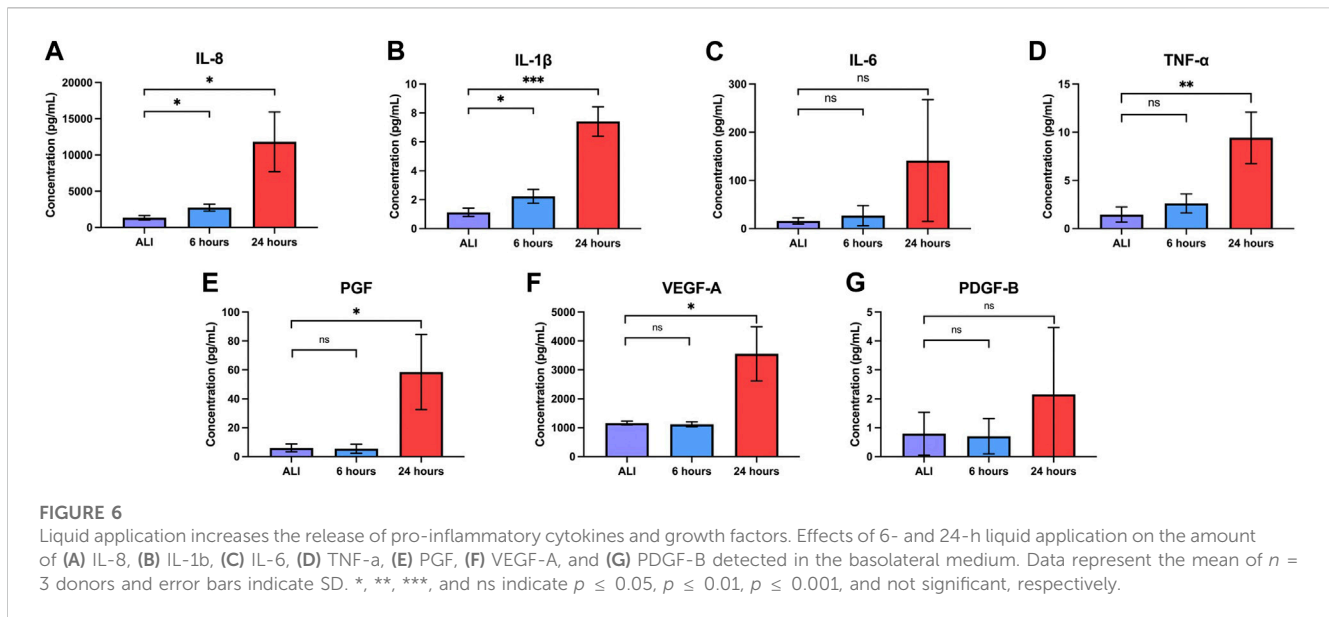 A
IL-8
Concentration (pg/mL)
20000
15000
10000
5000
0
*
*
ALI
6 hours
24 hours
B
IL-1β
Concentration (pg/mL)
10
8
6
4
2
0
***
*
ALI
6 hours
24 hours
C
IL-6
Concentration (pg/mL)
300
200
100
0
ns
ns
ALI
6 hours
24 hours
D
TNF-α
Concentration (pg/mL)
15
10
5
0
**
ns
ALI
6 hours
24 hours
E
PGF
Concentration (pg/mL)
100
80
60
40
20
0
*
ns
ALI
6 hours
24 hours
F
VEGF-A
Concentration (pg/mL)
5000
4000
3000
2000
1000
0
*
ns
ALI
6 hours
24 hours
G
PDGF-B
Concentration (pg/mL)
5
4
3
2
1
0
ns
ns
ALI
6 hours
24 hours
FIGURE 6
Liquid application increases the release of pro-inflammatory cytokines and growth factors. Effects of 6- and 24-h liquid application on the amount
of (A) IL-8, (B) IL-1b, (C) IL-6, (D) TNF-a, (E) PGF, (F) VEGF-A, and (G) PDGF-B detected in the basolateral medium. Data represent the mean of n =
3 donors and error bars indicate SD. *, **, ***, and ns indicate p ≤ 0.05, p ≤ 0.01, p ≤ 0.001, and not significant, respectively.